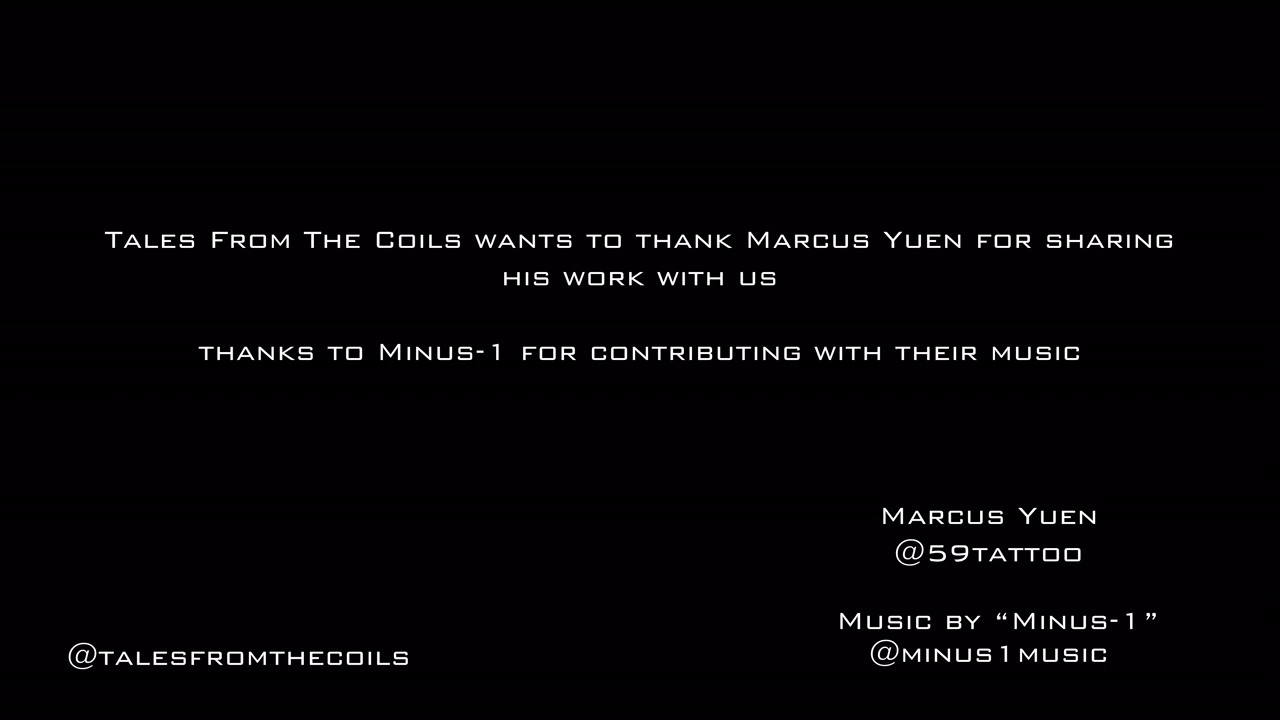 Tales From The Coils wants to thank Marcus Yuen for sharing
his work with us
thanks to Minus-1 for contributing with their music
Marcus Yuen
@59tattoo
Music by “Minus-1”
@minus1music
@talesfromthecoils